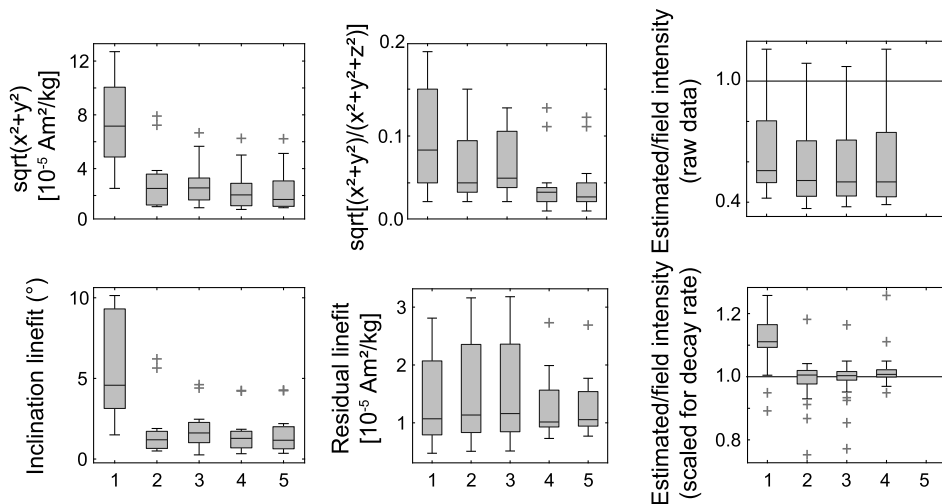 sqrt(x²+y²)
[10⁻⁵ Am²/kg]
12
8
4
2
0
sqrt[(x²+y²)/(x²+y²+z²)]
0.2
0.1
0.0
Estimated/field intensity
(raw data)
1.0
0.4
Inclination linefit (°)
10
5
0
1 2 3 4 5
Residual linefit
[10⁻⁵ Am²/kg]
3
2
1
1 2 3 4 5
Estimated/field intensity
(scaled for decay rate)
1.2
1.0
0.8
1 2 3 4 5